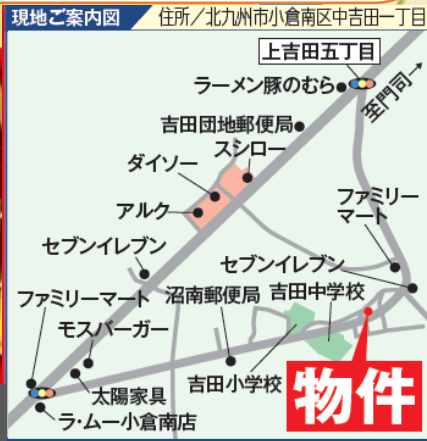 現地ご案内図
住所／北九州市小倉南区中吉田一丁目
上吉田五丁目
ラーメン豚のむら
至門司→
吉田団地郵便局
スシロー
ダイソー
アルク
ファミリー
マート
セブンイレブン
セブンイレブン
ファミリーマート
沼南郵便局
吉田中学校
モスバーガー
太陽家具
吉田小学校
ラ・ムー小倉南店
物件